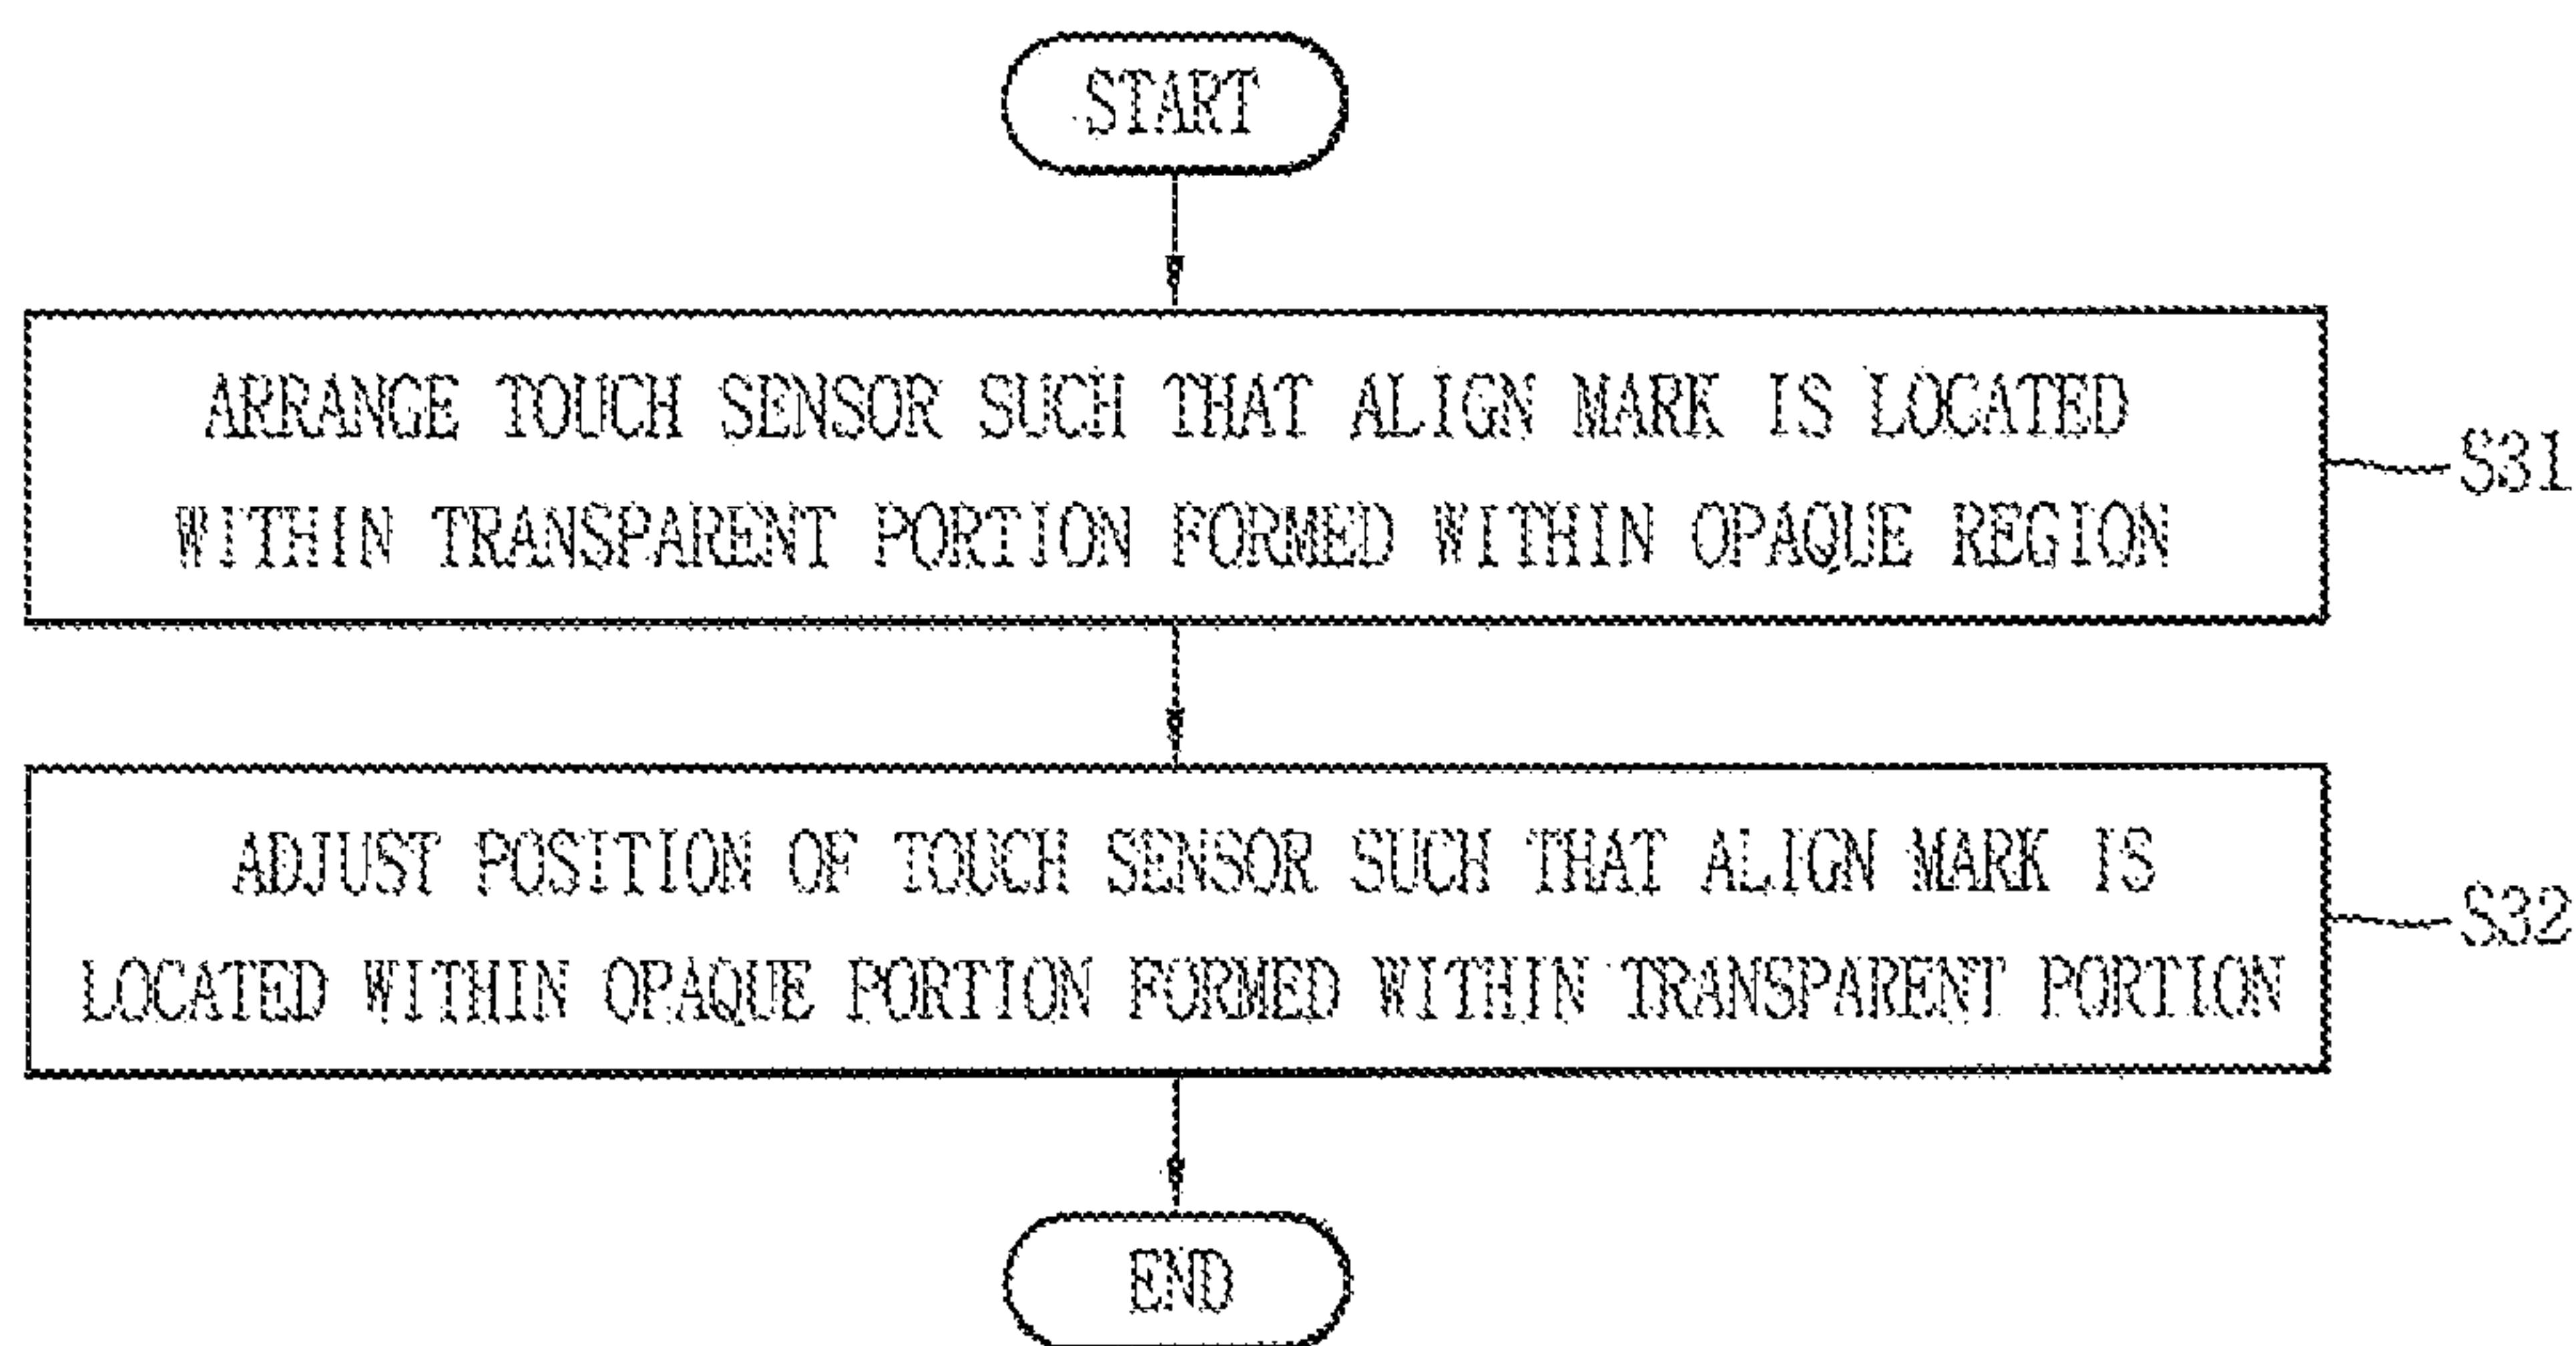 START
ARRANGE TOUCH SENSOR SUCH THAT ALIGN MARK IS LOCATED
WITHIN TRANSPARENT PORTION FORMED WITHIN OPAQUE REGION
S31
ADJUST POSITION OF TOUCH SENSOR SUCH THAT ALIGN MARK IS
LOCATED WITHIN OPAQUE PORTION FORMED WITHIN TRANSPARENT PORTION
S32
END